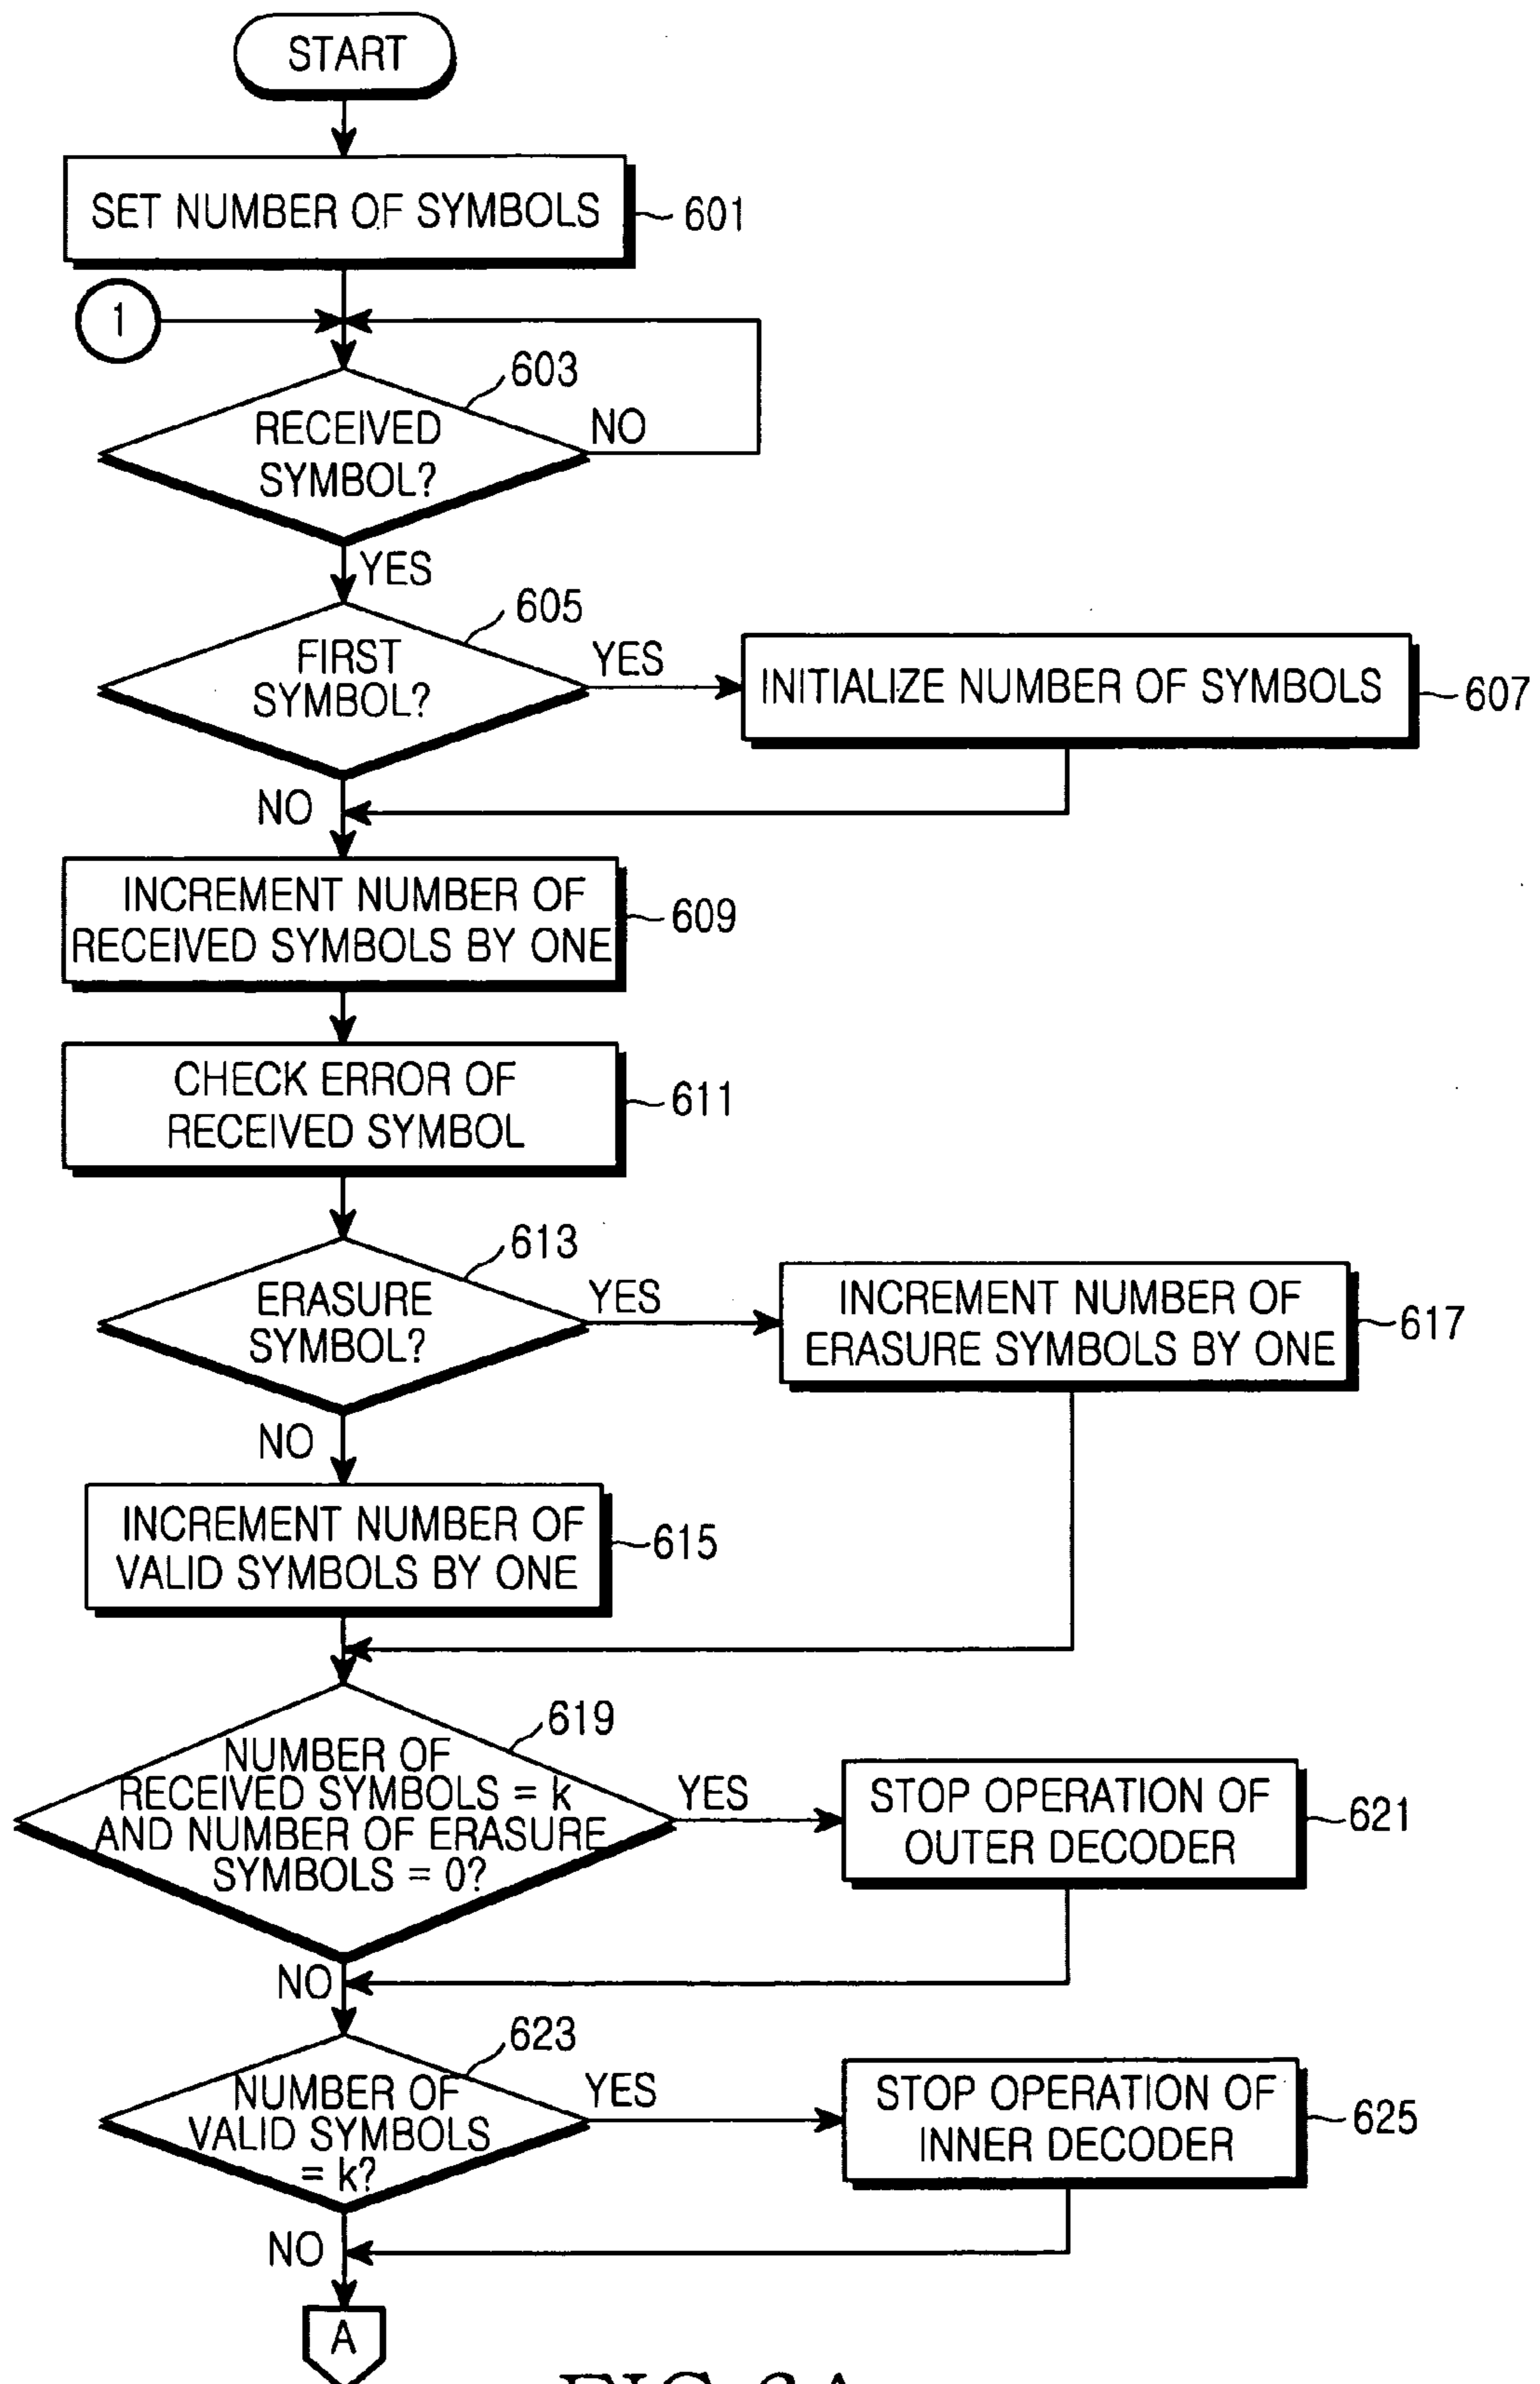 START
SET NUMBER OF SYMBOLS
601
1
603
RECEIVED
SYMBOL?
NO
YES
605
FIRST
SYMBOL?
YES
INITIALIZE NUMBER OF SYMBOLS
607
NO
INCREMENT NUMBER OF
RECEIVED SYMBOLS BY ONE
609
CHECK ERROR OF
RECEIVED SYMBOL
611
613
ERASURE
SYMBOL?
YES
INCREMENT NUMBER OF
ERASURE SYMBOLS BY ONE
617
NO
INCREMENT NUMBER OF
VALID SYMBOLS BY ONE
615
619
NUMBER OF
RECEIVED SYMBOLS = k
AND NUMBER OF ERASURE
SYMBOLS = 0?
YES
STOP OPERATION OF
OUTER DECODER
621
NO
623
NUMBER OF
VALID SYMBOLS
= k?
YES
STOP OPERATION OF
INNER DECODER
625
NO
A